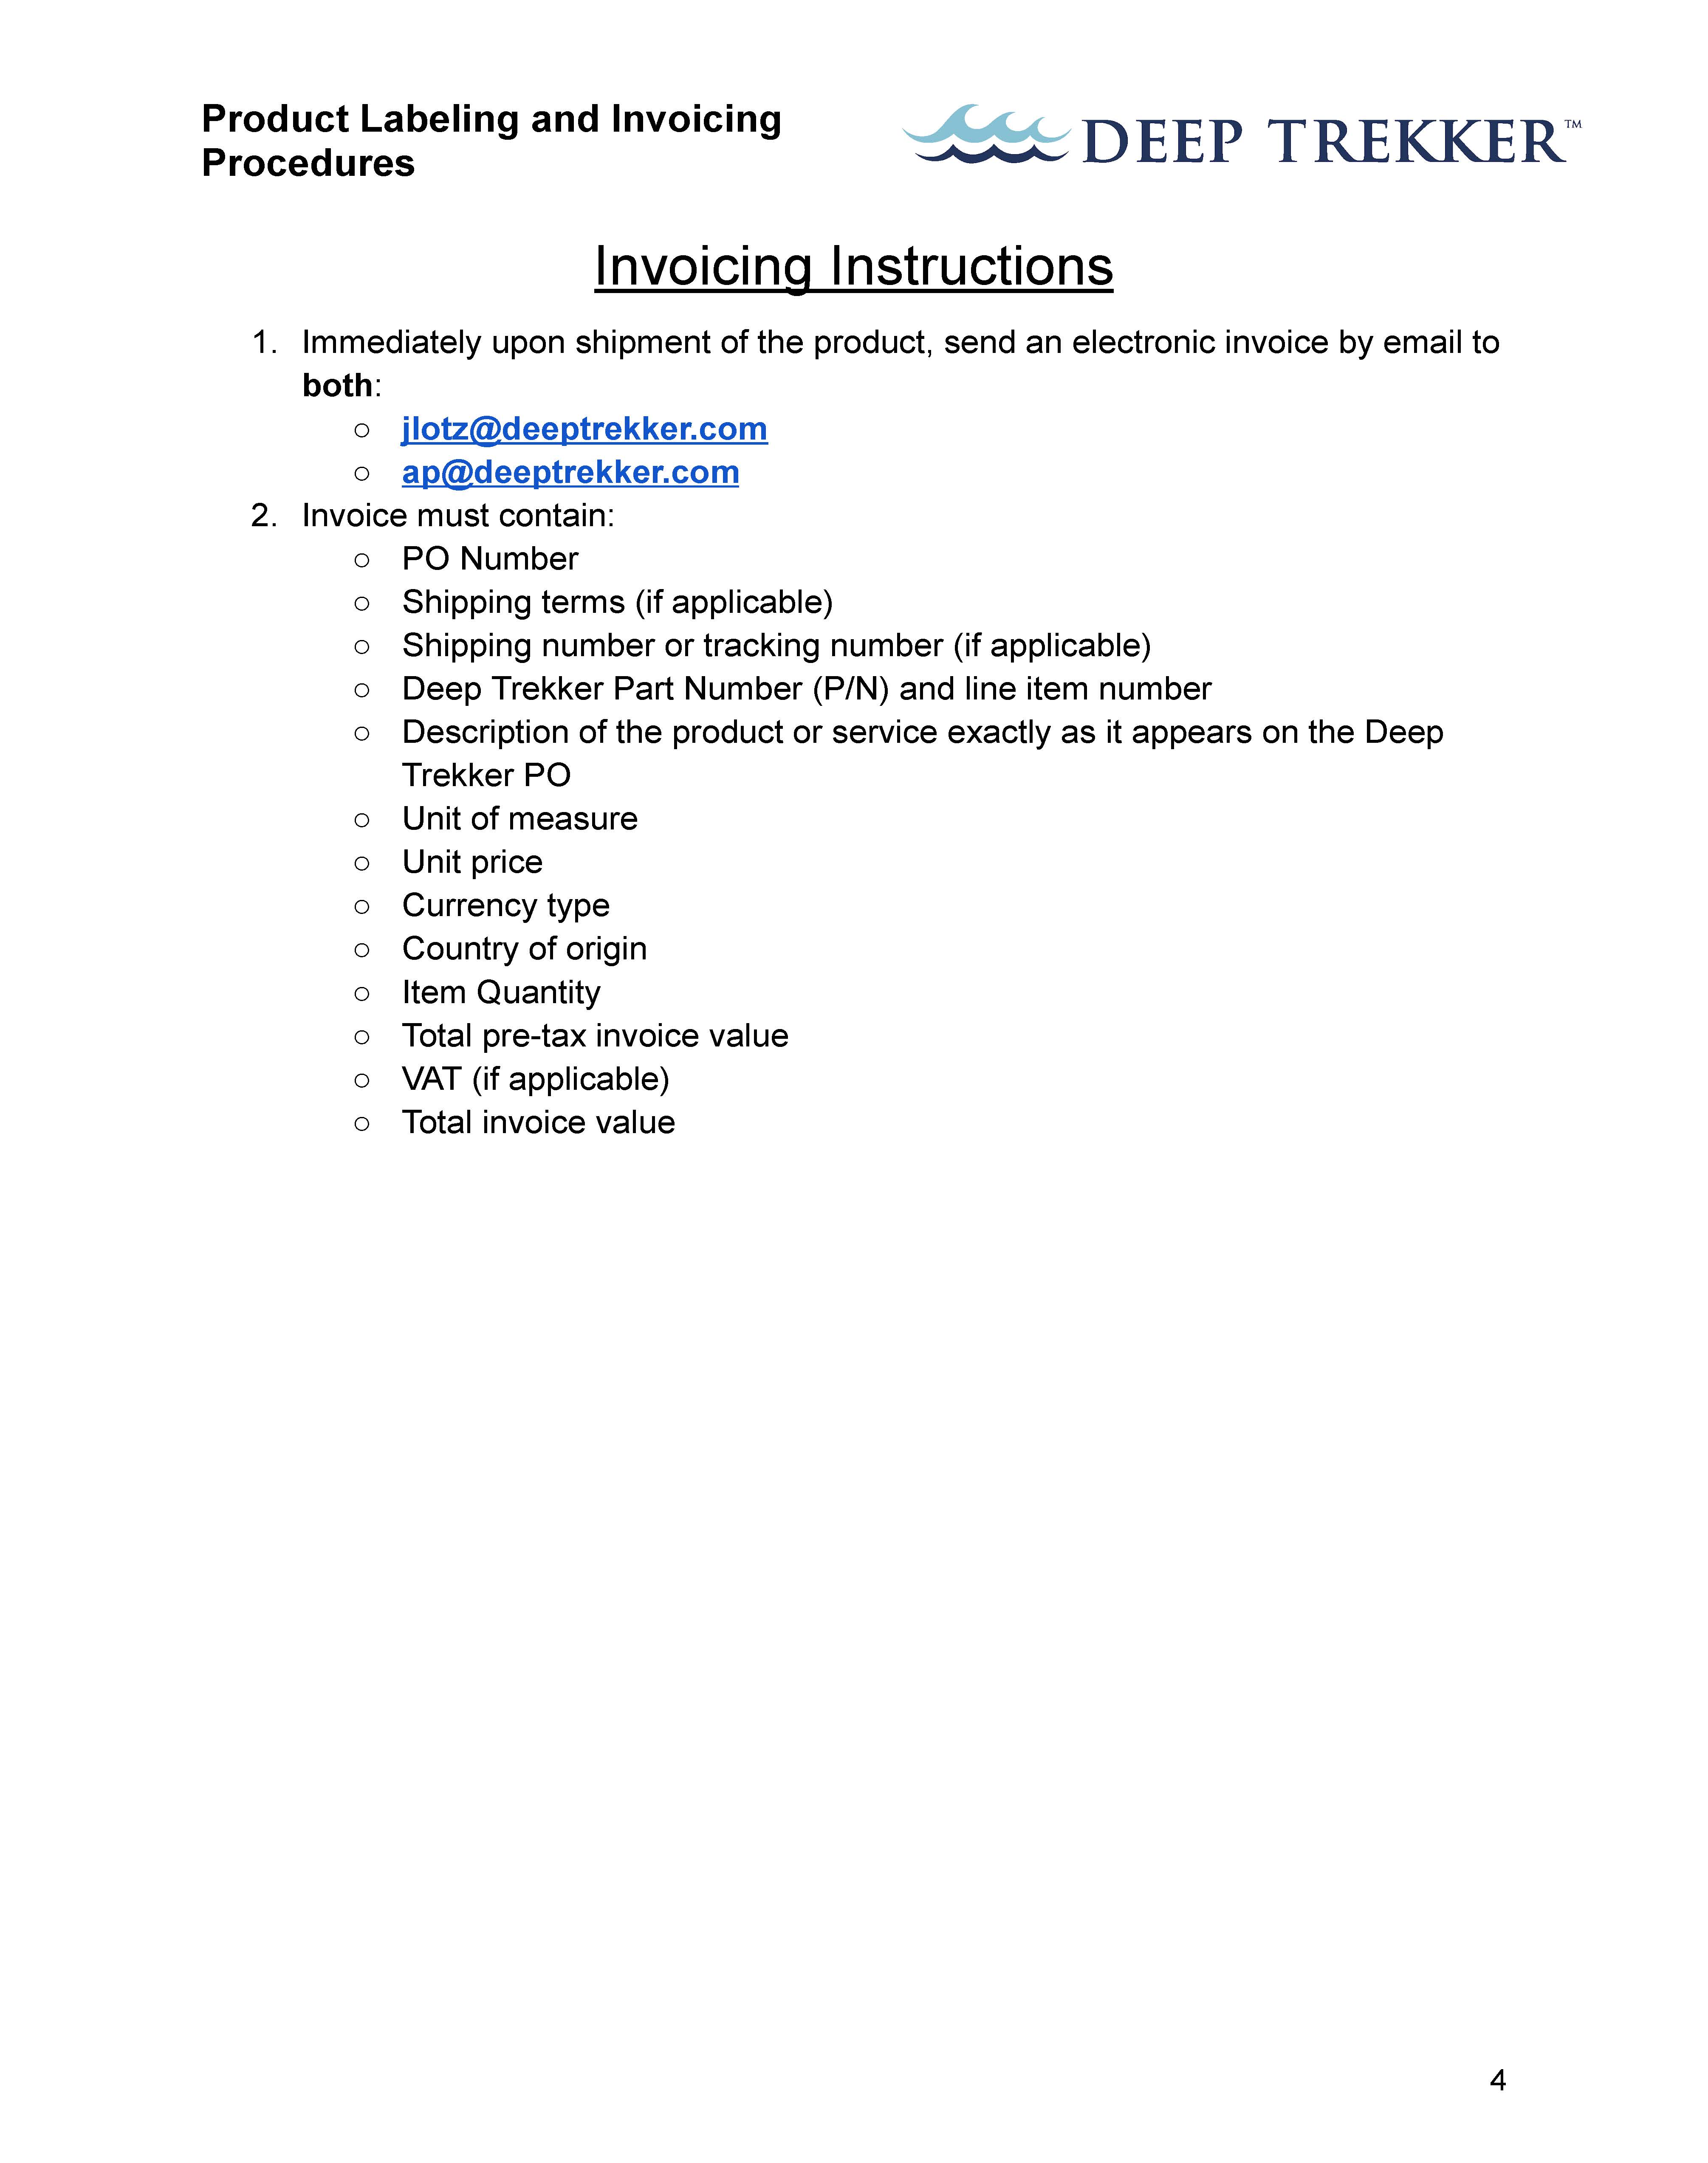 Product Labeling and Invoicing
Procedures
DEEP TREKKER™
Invoicing Instructions
1. Immediately upon shipment of the product, send an electronic invoice by email to
both:
○ jlotz@deeptrekker.com
○ ap@deeptrekker.com
2. Invoice must contain:
○ PO Number
○ Shipping terms (if applicable)
○ Shipping number or tracking number (if applicable)
○ Deep Trekker Part Number (P/N) and line item number
○ Description of the product or service exactly as it appears on the Deep
Trekker PO
○ Unit of measure
○ Unit price
○ Currency type
○ Country of origin
○ Item Quantity
○ Total pre-tax invoice value
○ VAT (if applicable)
○ Total invoice value
4